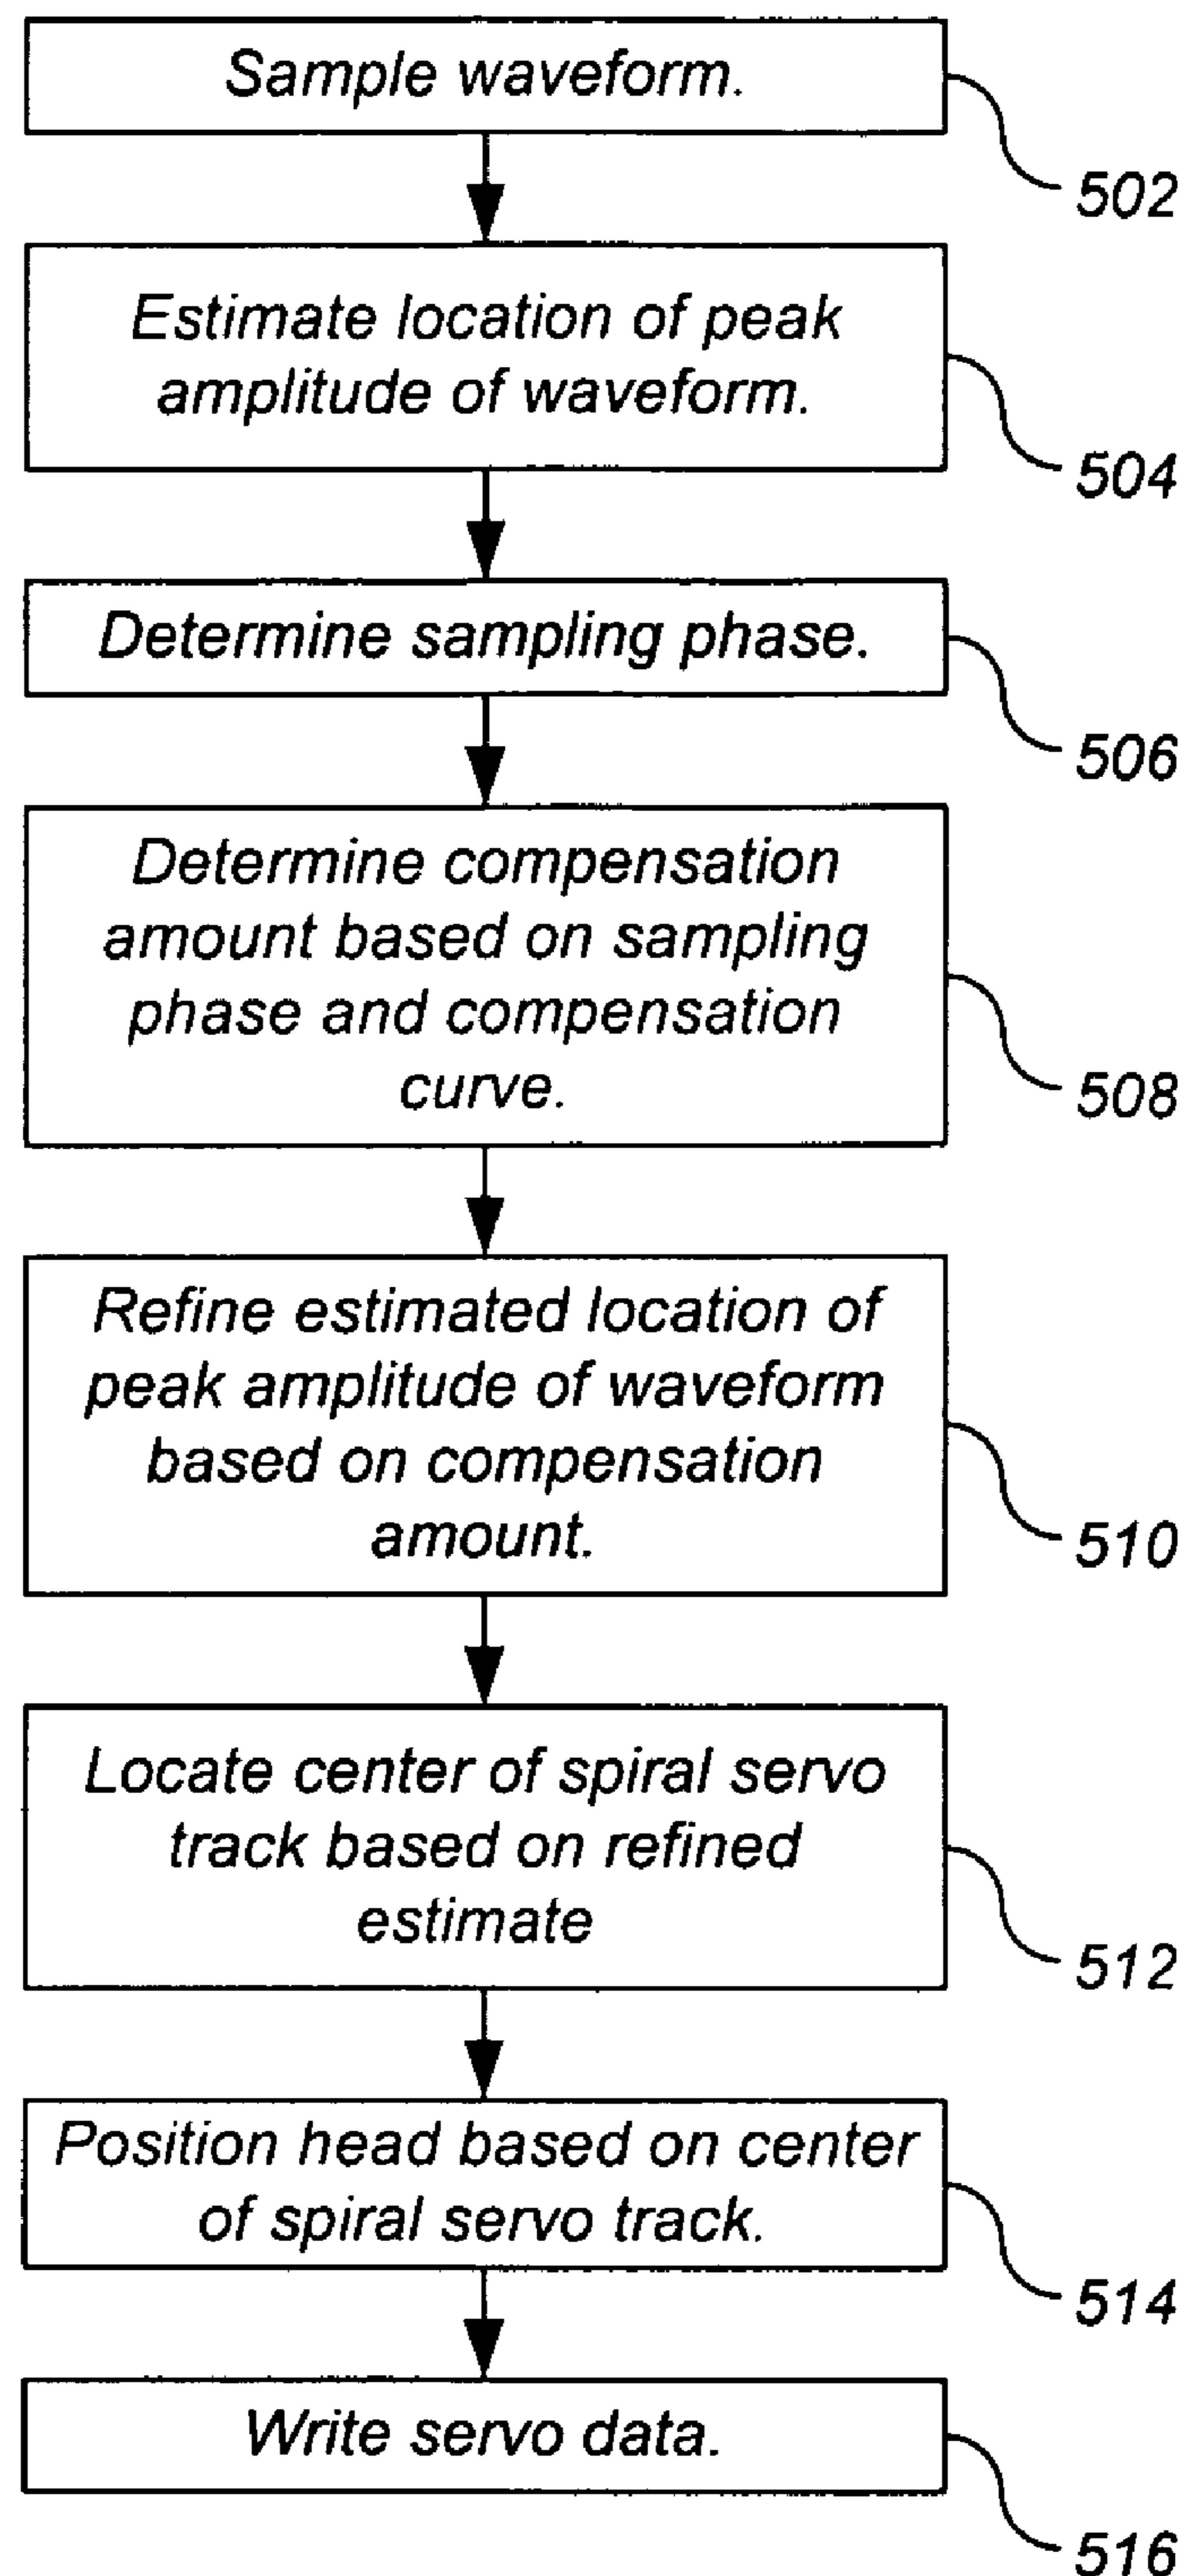 Sample waveform.
502
Estimate location of peak
amplitude of waveform.
504
Determine sampling phase.
506
Determine compensation
amount based on sampling
phase and compensation
curve.
508
Refine estimated location of
peak amplitude of waveform
based on compensation
amount.
510
Locate center of spiral servo
track based on refined
estimate
512
Position head based on center
of spiral servo track.
514
Write servo data.
516